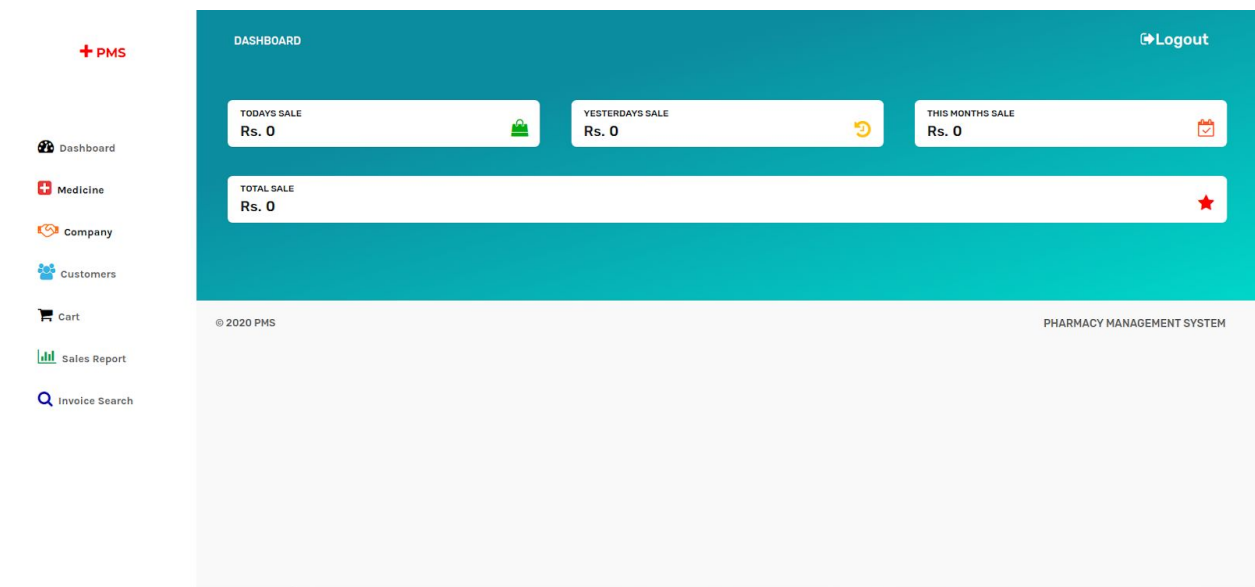 PMS
Dashboard
Medicine
Company
Customers
Cart
Sales Report
Invoice Search
DASHBOARD
Logout
TODAYS SALE
Rs. 0
YESTERDAYS SALE
Rs. 0
THIS MONTHS SALE
Rs. 0
TOTAL SALE
Rs. 0
© 2020 PMS
PHARMACY MANAGEMENT SYSTEM